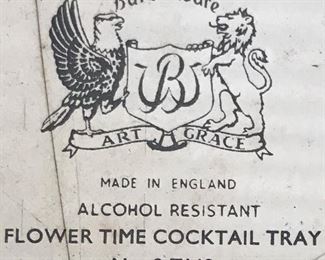 ART GRACE
MADE IN ENGLAND
ALCOHOL RESISTANT
FLOWER TIME COCKTAIL TRAY